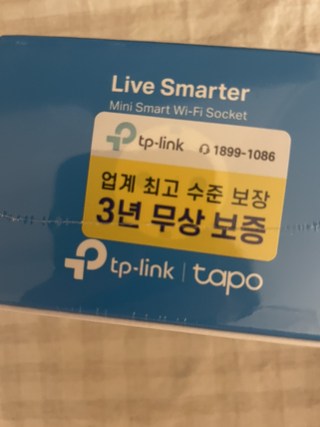 Live Smarter
Mini Smart Wi-Fi Socket
tp-link 1899-1086
업계 최고 수준 보장
3년 무상 보증
tp-link | tapo